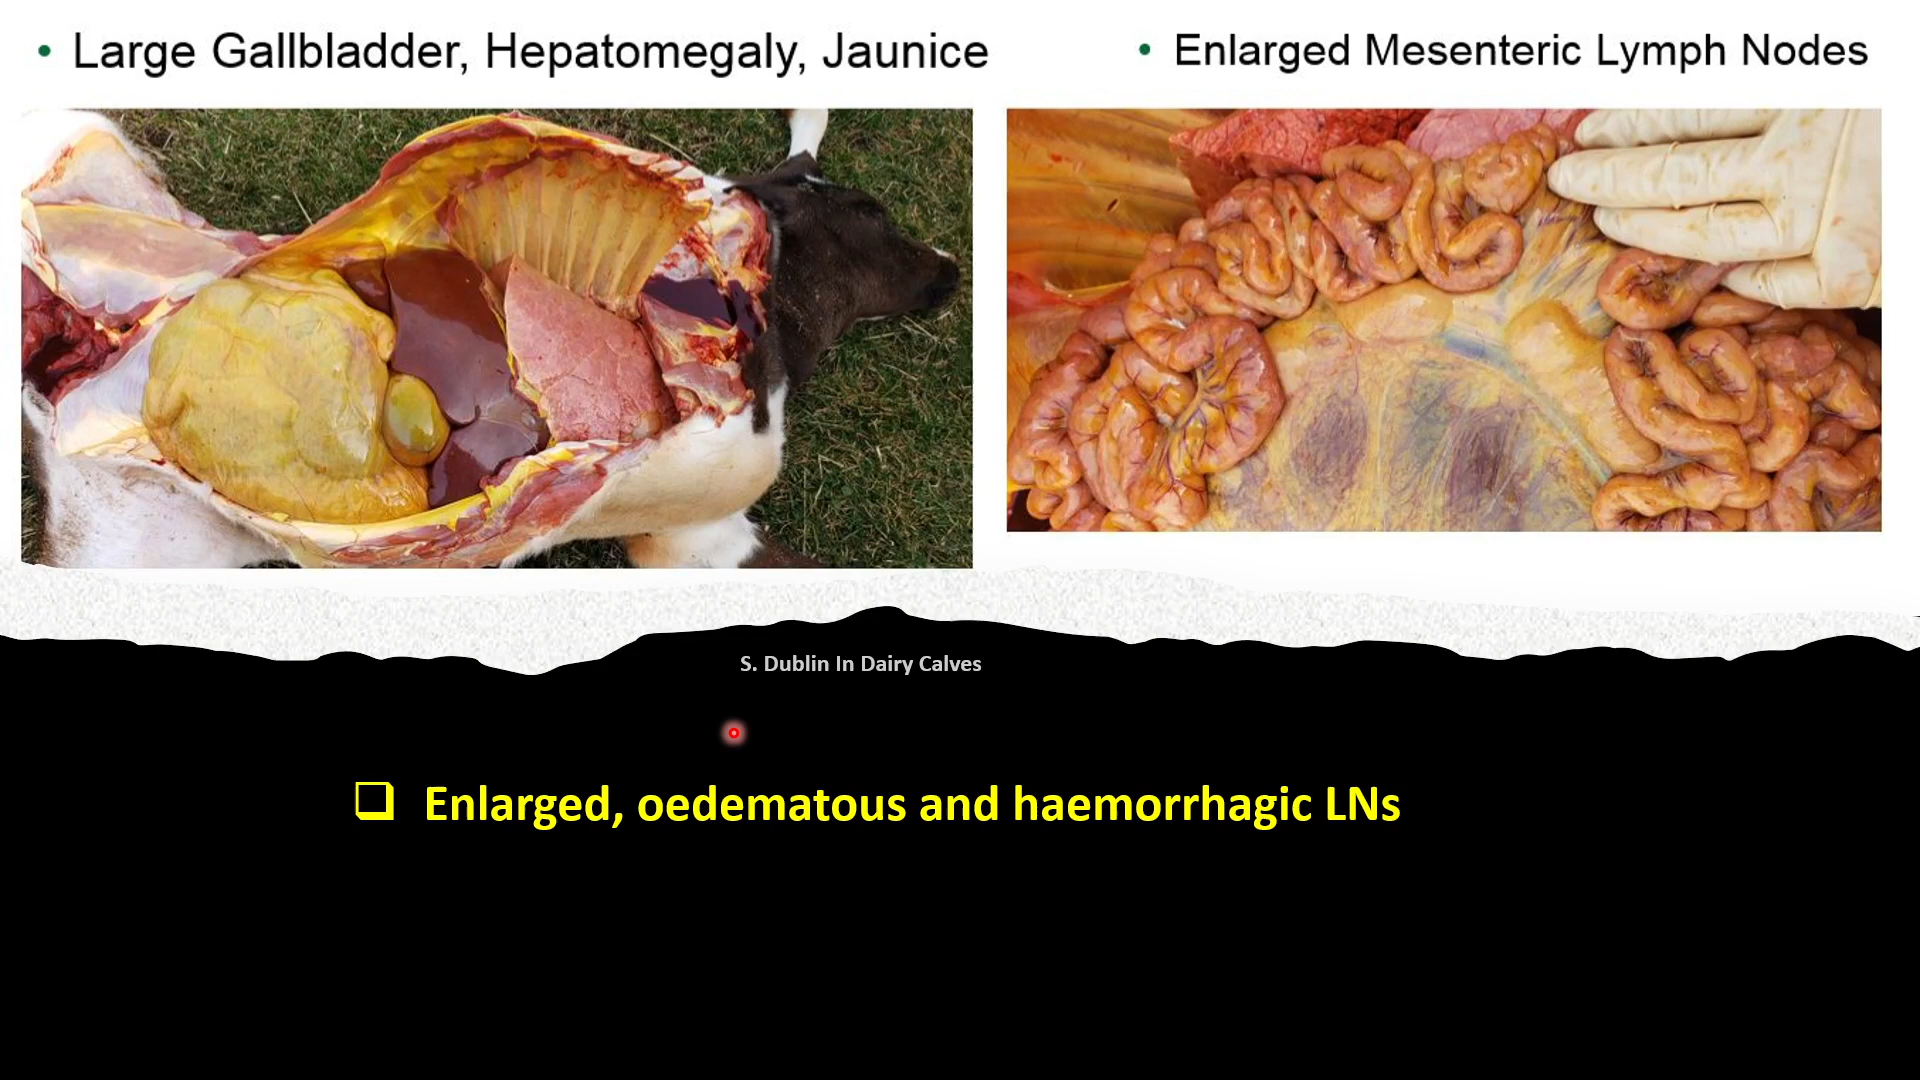 • Large Gallbladder, Hepatomegaly, Jaunice
• Enlarged Mesenteric Lymph Nodes
S. Dublin In Dairy Calves
❑ Enlarged, oedematous and haemorrhagic LNs